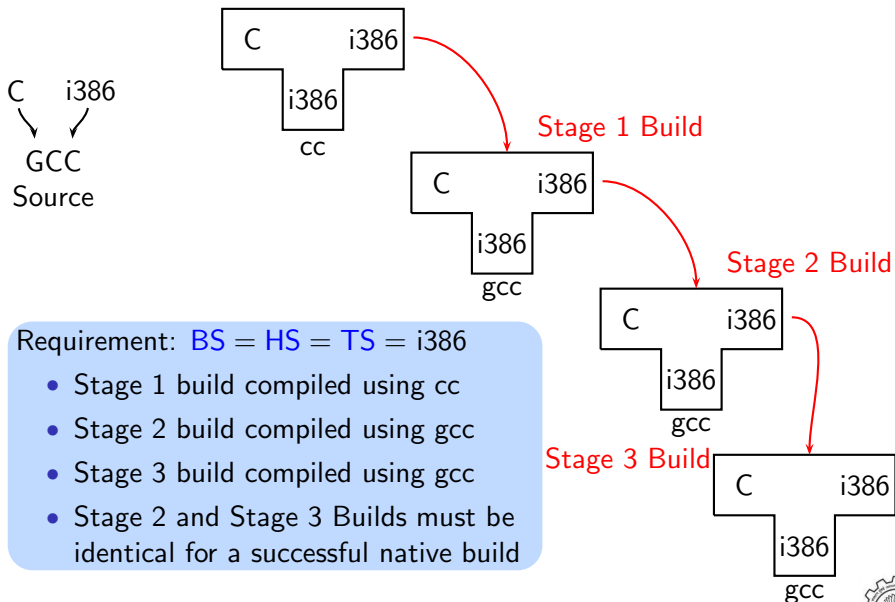 C i386
i386
cc
C i386
GCC
Source
Stage 1 Build
C i386
i386
gcc
Stage 2 Build
C i386
i386
gcc
Requirement: BS = HS = TS = i386
• Stage 1 build compiled using cc
• Stage 2 build compiled using gcc
• Stage 3 build compiled using gcc
• Stage 2 and Stage 3 Builds must be
identical for a successful native build
Stage 3 Build
C i386
i386
gcc